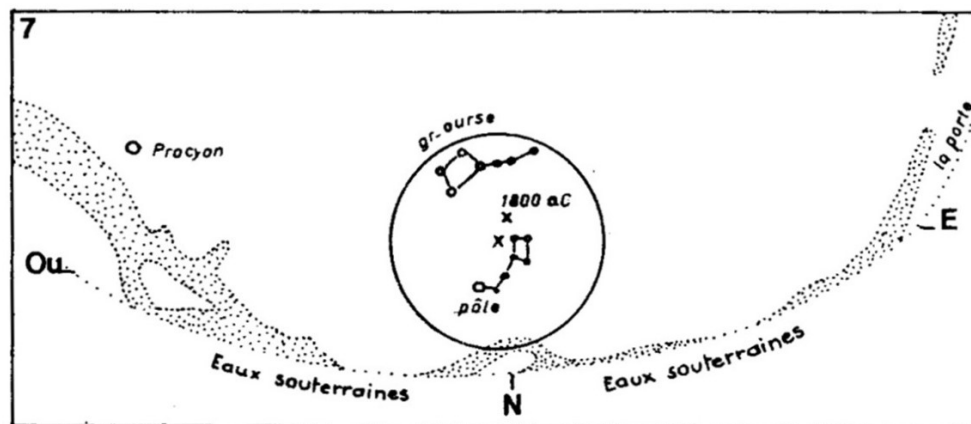 7
gr. ourse
la porte
Procyon
1800 aC
x
x
E
Ou
pôle
Eaux souterraines
Eaux souterraines
N